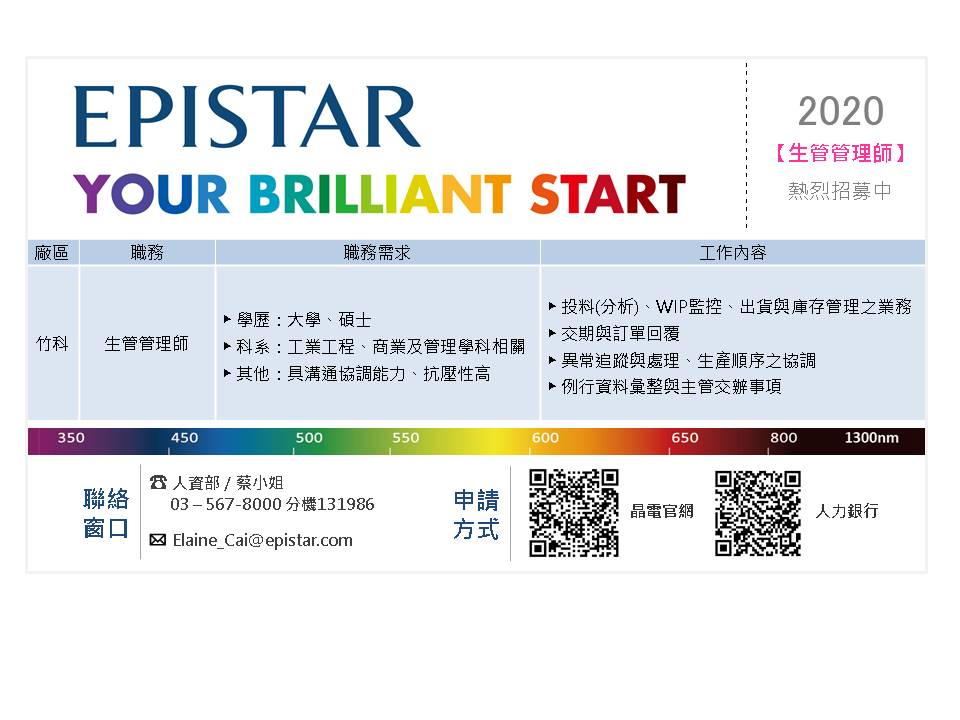 EPISTAR
YOUR BRILLIANT START
2020
【生管管理師】
熱烈招募中
廠區 職務 職務需求 工作內容
竹科
生管管理師
▶ 學歷：大學、碩士
▶ 科系：工業工程、商業及管理學科相關
▶ 其他：具溝通協調能力、抗壓性高
▶ 投料(分析)、WIP監控、出貨與庫存管理之業務
▶ 交期與訂單回覆
▶ 異常追蹤與處理、生產順序之協調
▶ 例行資料彙整與主管交辦事項
350 450 500 550 600 650 800 1300nm
聯絡
窗口
☎ 人資部 / 蔡小姐
03 – 567-8000 分機131986
✉ Elaine_Cai@epistar.com
申請
方式
晶電官網
人力銀行